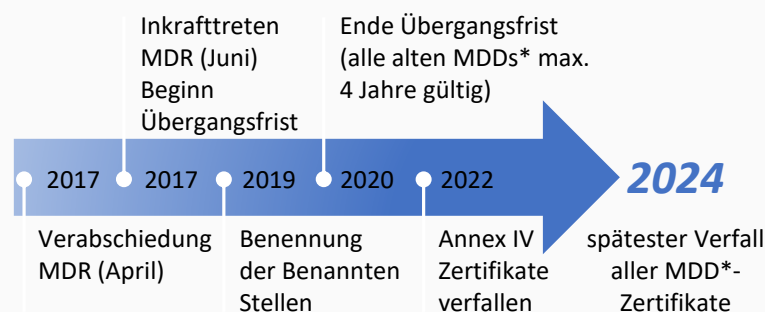 Inkrafttreten
MDR (Juni)
Beginn
Übergangsfrist
Ende Übergangsfrist
(alle alten MDDs* max.
4 Jahre gültig)
2017
2017
2019
2020
2022
2024
Verabschiedung
MDR (April)
Benennung
der Benannten
Stellen
Annex IV
Zertifikate
verfallen
spätester Verfall
aller MDD*-
Zertifikate